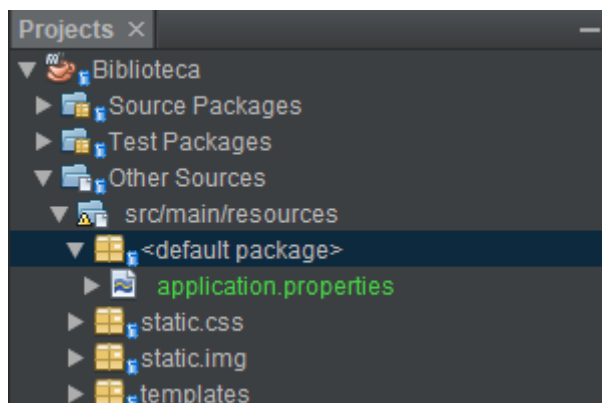 Projects
Biblioteca
Source Packages
Test Packages
Other Sources
src/main/resources
<default package>
application.properties
static.css
static.img
templates